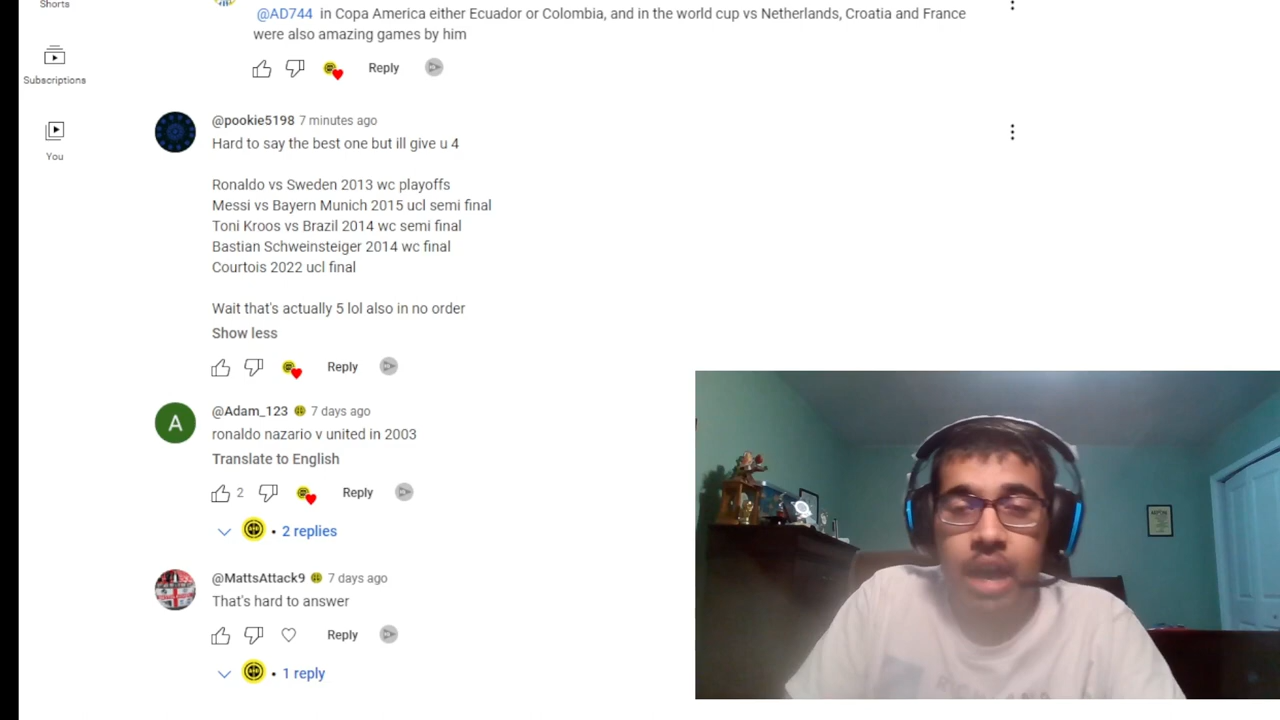 Shorts
@AD744 in Copa America either Ecuador or Colombia, and in the world cup vs Netherlands, Croatia and France
were also amazing games by him
Reply
Subscriptions
You
@pookie5198 7 minutes ago
Hard to say the best one but ill give u 4
Ronaldo vs Sweden 2013 wc playoffs
Messi vs Bayern Munich 2015 ucl semi final
Toni Kroos vs Brazil 2014 wc semi final
Bastian Schweinsteiger 2014 wc final
Courtois 2022 ucl final
Wait that's actually 5 lol also in no order
Show less
Reply
A
@Adam_123 7 days ago
ronaldo nazario v united in 2003
Translate to English
2 Reply
• 2 replies
@MattsAttack9 7 days ago
That's hard to answer
Reply
• 1 reply